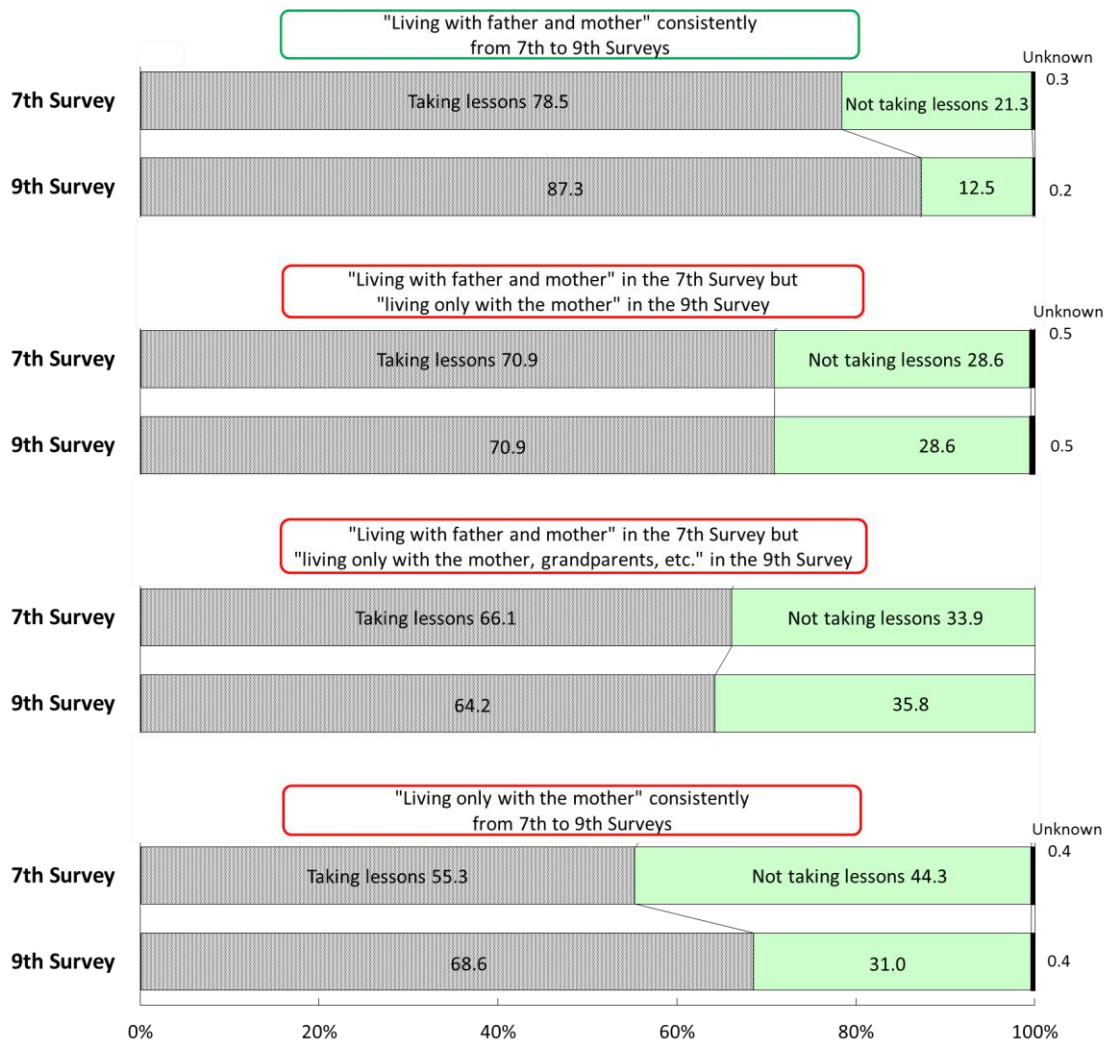 "Living with father and mother" consistently
from 7th to 9th Surveys
Unknown
7th Survey
Taking lessons 78.5
Not taking lessons 21.3
0.3
9th Survey
87.3
12.5
0.2
"Living with father and mother" in the 7th Survey but
"living only with the mother" in the 9th Survey
Unknown
7th Survey
Taking lessons 70.9
Not taking lessons 28.6
0.5
9th Survey
70.9
28.6
0.5
"Living with father and mother" in the 7th Survey but
"living only with the mother, grandparents, etc." in the 9th Survey
7th Survey
Taking lessons 66.1
Not taking lessons 33.9
9th Survey
64.2
35.8
"Living only with the mother" consistently
from 7th to 9th Surveys
Unknown
7th Survey
Taking lessons 55.3
Not taking lessons 44.3
0.4
9th Survey
68.6
31.0
0.4
0%
20%
40%
60%
80%
100%